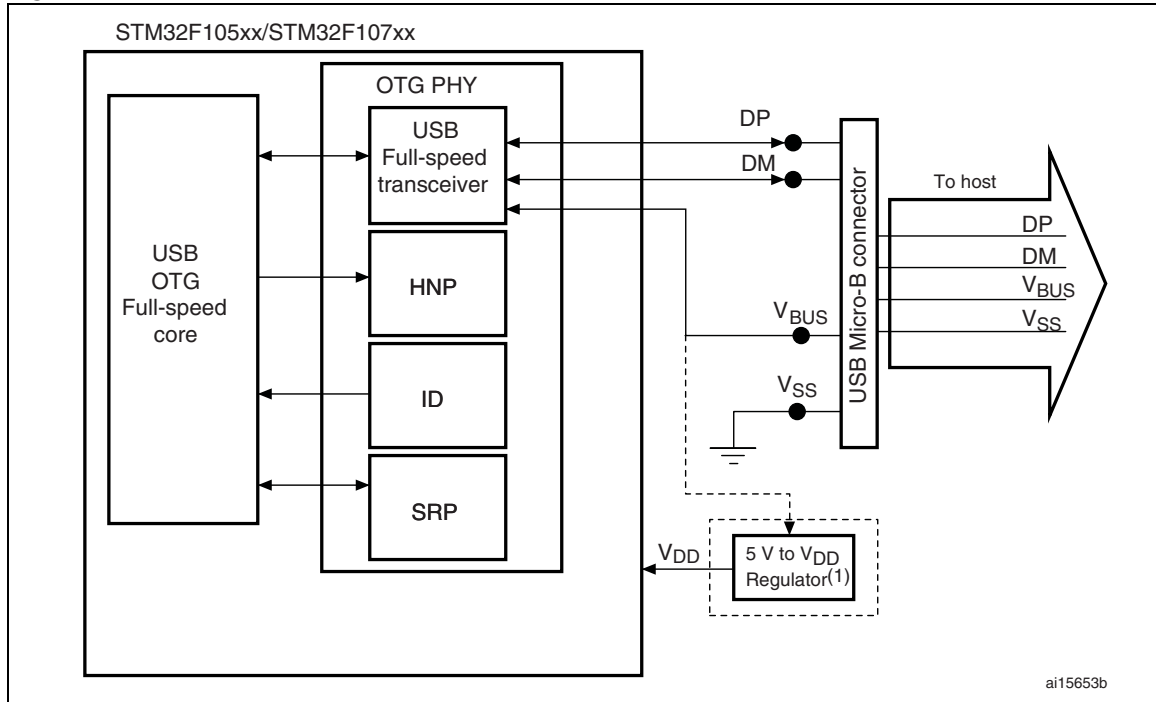 STM32F105xx/STM32F107xx
OTG PHY
USB
Full-speed
transceiver
USB
OTG
Full-speed
core
HNP
ID
SRP
DP
DM
VBUS
VSS
USB Micro-B connector
To host
DP
DM
VBUS
VSS
VDD
5 V to VDD
Regulator(1)
ai15653b